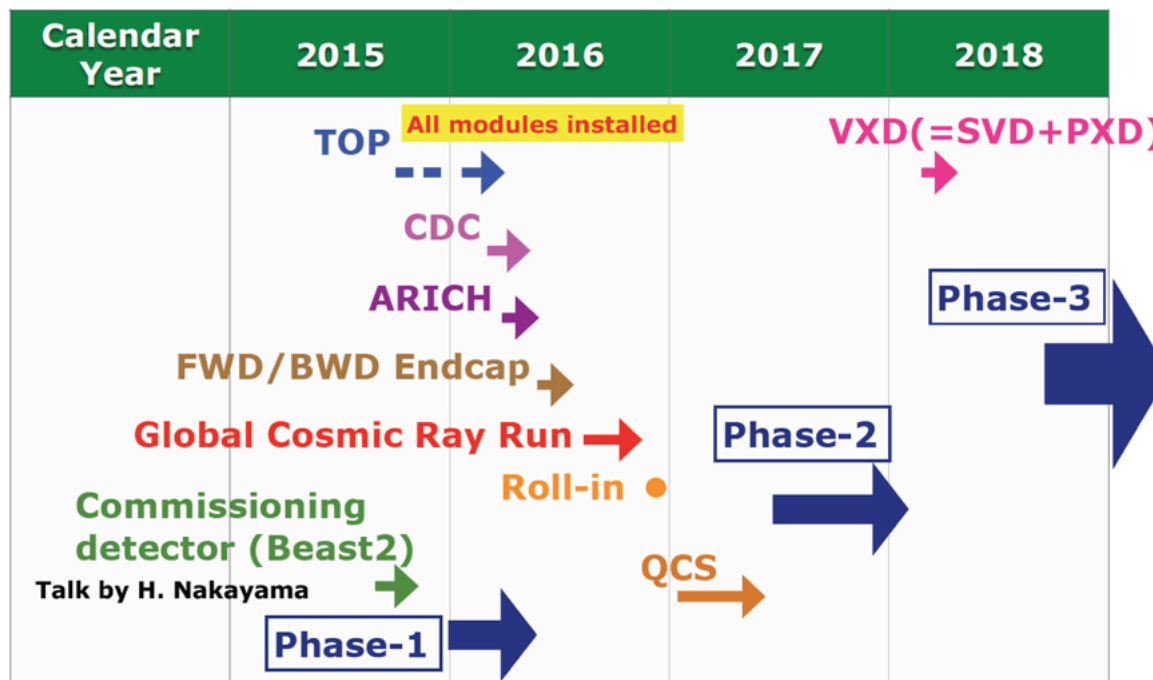 Calendar
Year
2015
2016
2017
2018
All modules installed
TOP
VXD(=SVD+PXD)
CDC
ARICH
Phase-3
FWD/BWD Endcap
Global Cosmic Ray Run
Phase-2
Roll-in
Commissioning
detector (Beast2)
QCS
Talk by H. Nakayama
Phase-1